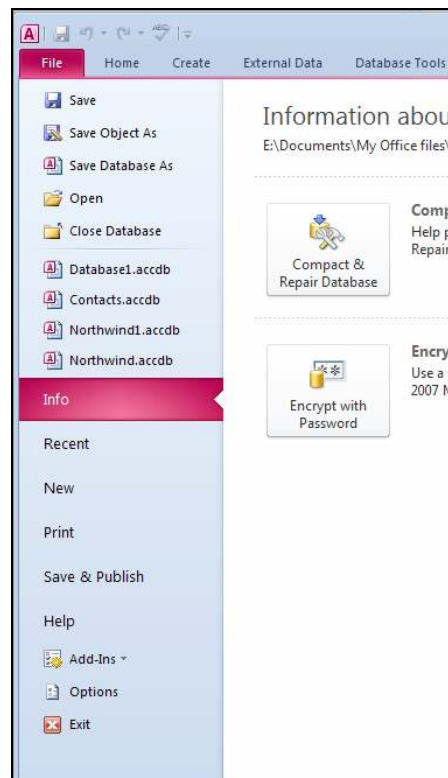 A
File Home Create External Data Database Tools
Save
Save Object As
Save Database As
Open
Close Database
Database1.accdb
Contacts.accdb
Northwind1.accdb
Northwind.accdb
Info
Recent
New
Print
Save & Publish
Help
Add-Ins
Options
Exit
Information abou
E:\Documents\My Office files\
Compact &
Repair Database
Comp
Help p
Repair
Encrypt with
Password
Encry
Use a
2007 M